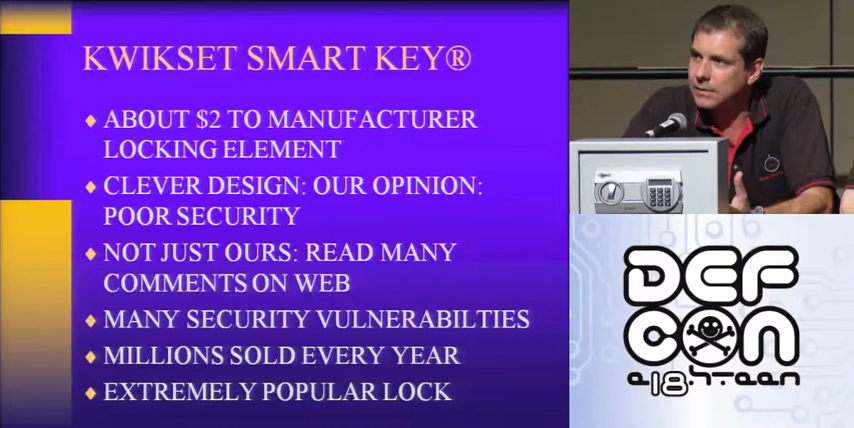 KWIKSET SMART KEY®
ABOUT $2 TO MANUFACTURER
LOCKING ELEMENT
CLEVER DESIGN: OUR OPINION:
POOR SECURITY
NOT JUST OURS: READ MANY
COMMENTS ON WEB
MANY SECURITY VULNERABILTIES
MILLIONS SOLD EVERY YEAR
EXTREMELY POPULAR LOCK
DEF
CON
e18hteen